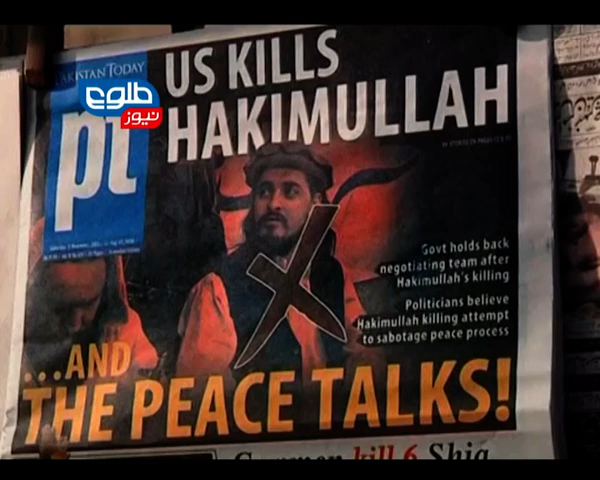 PAKISTAN TODAY
pt
طلوع
نیوز
US KILLS
HAKIMULLAH
Govt holds back
negotiating team after
Hakimullah's killing
Politicians believe
Hakimullah killing attempt
to sabotage peace process
...AND
THE PEACE TALKS!
kill 6 Shia